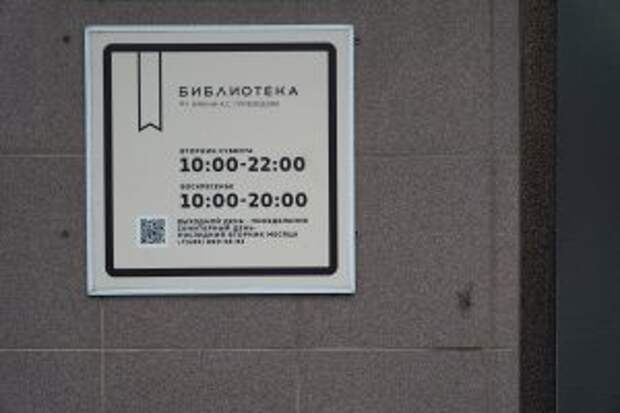 БИБЛИОТЕКА
ВТОРНИК-СУББОТА
10:00-22:00
ВОСКРЕСЕНЬЕ
10:00-20:00
ВЫХОДНОЙ ДЕНЬ - ПОНЕДЕЛЬНИК
САНИТАРНЫЙ ДЕНЬ-
ПОСЛЕДНИЙ ВТОРНИК МЕСЯЦА